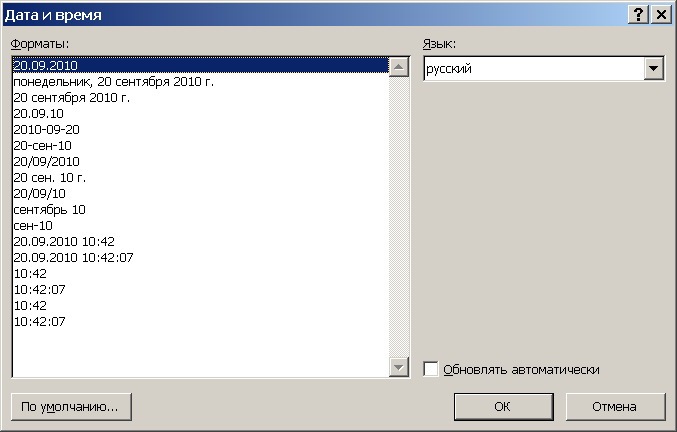 Дата и время
Форматы:
20.09.2010
понедельник, 20 сентября 2010 г.
20 сентября 2010 г.
20.09.10
2010-09-20
20-сен-10
20/09/2010
20 сен. 10 г.
20/09/10
сентябрь 10
сен-10
20.09.2010 10:42
20.09.2010 10:42:07
10:42
10:42:07
10:42
10:42:07
Язык:
русский
Обновлять автоматически
По умолчанию...
ОК
Отмена